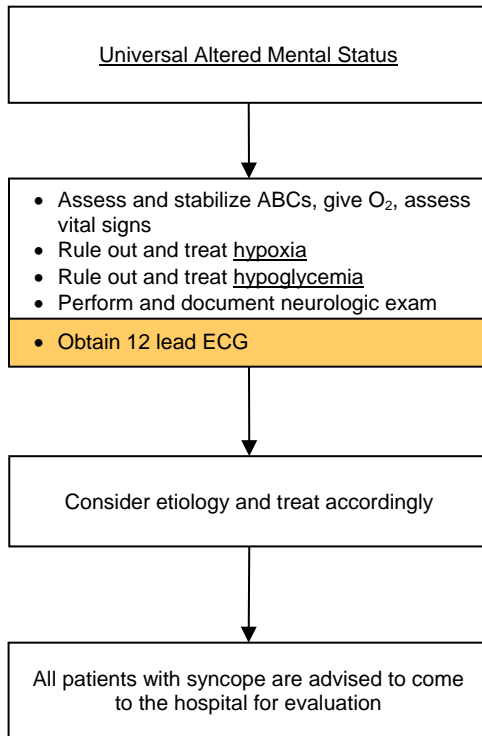 Universal Altered Mental Status
• Assess and stabilize ABCs, give O₂, assess
vital signs
• Rule out and treat hypoxia
• Rule out and treat hypoglycemia
• Perform and document neurologic exam
• Obtain 12 lead ECG
Consider etiology and treat accordingly
All patients with syncope are advised to come
to the hospital for evaluation